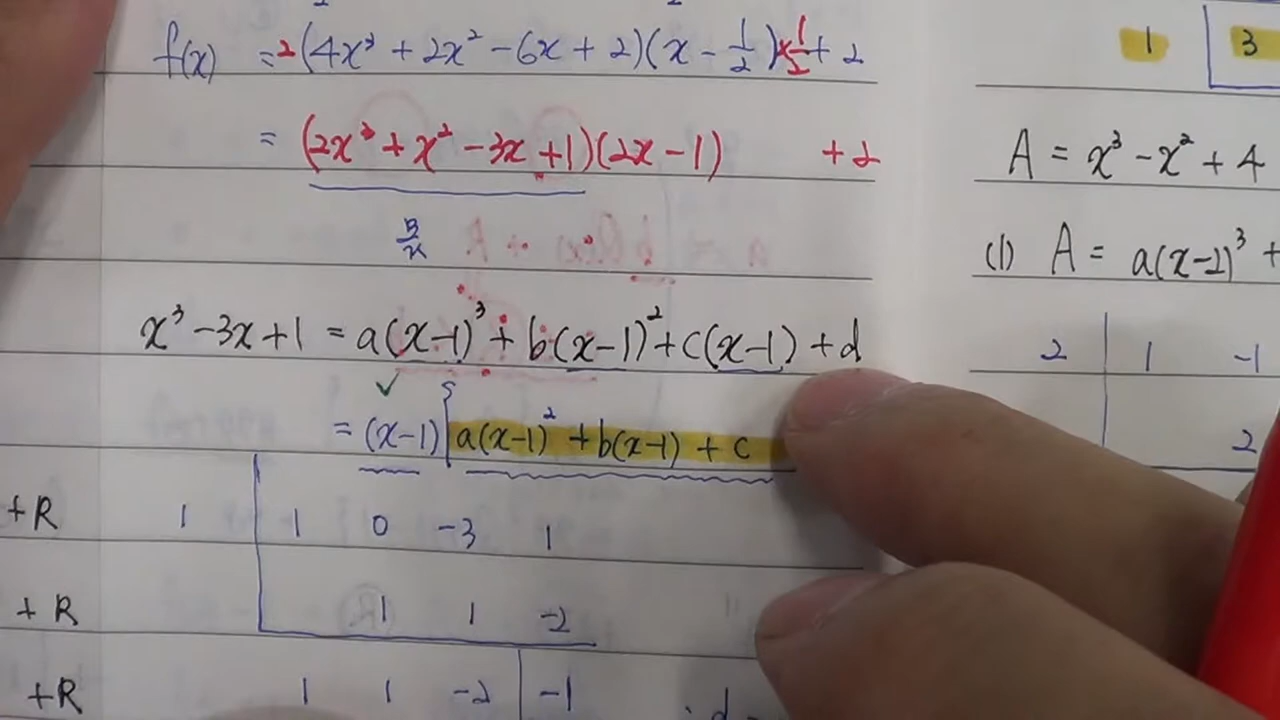 f(x) = 2(4x³ + 2x² - 6x + 2)(x - 1/2)×1/2 + 2
= (2x³ + x² - 3x + 1)(2x - 1) + 2
x³ - 3x + 1 = a(x-1)³ + b(x-1)² + c(x-1) + d
✓
= (x-1) a(x-1)² + b(x-1) + c
+R 1 1 0 -3 1
+R 1 1 -2
+R 1 1 -2 -1
1 3
A = x³ - x² + 4
(1) A = a(x-2)³ +
2 1 -1
2